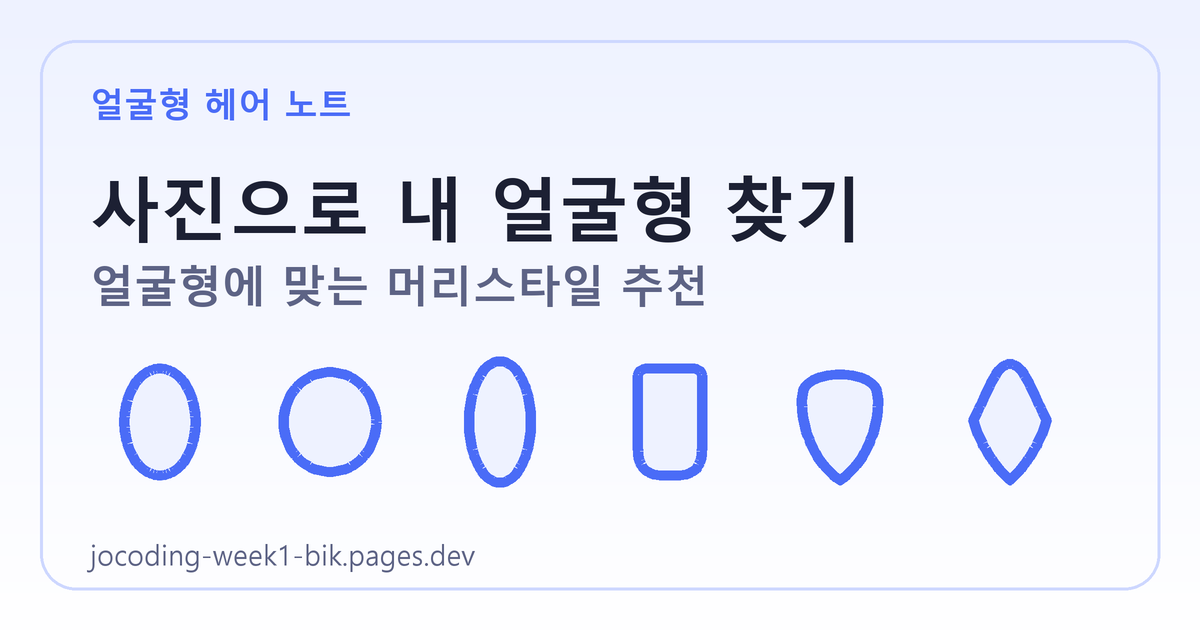 얼굴형 헤어 노트
사진으로 내 얼굴형 찾기
얼굴형에 맞는 머리스타일 추천
jocoding-week1-bik.pages.dev